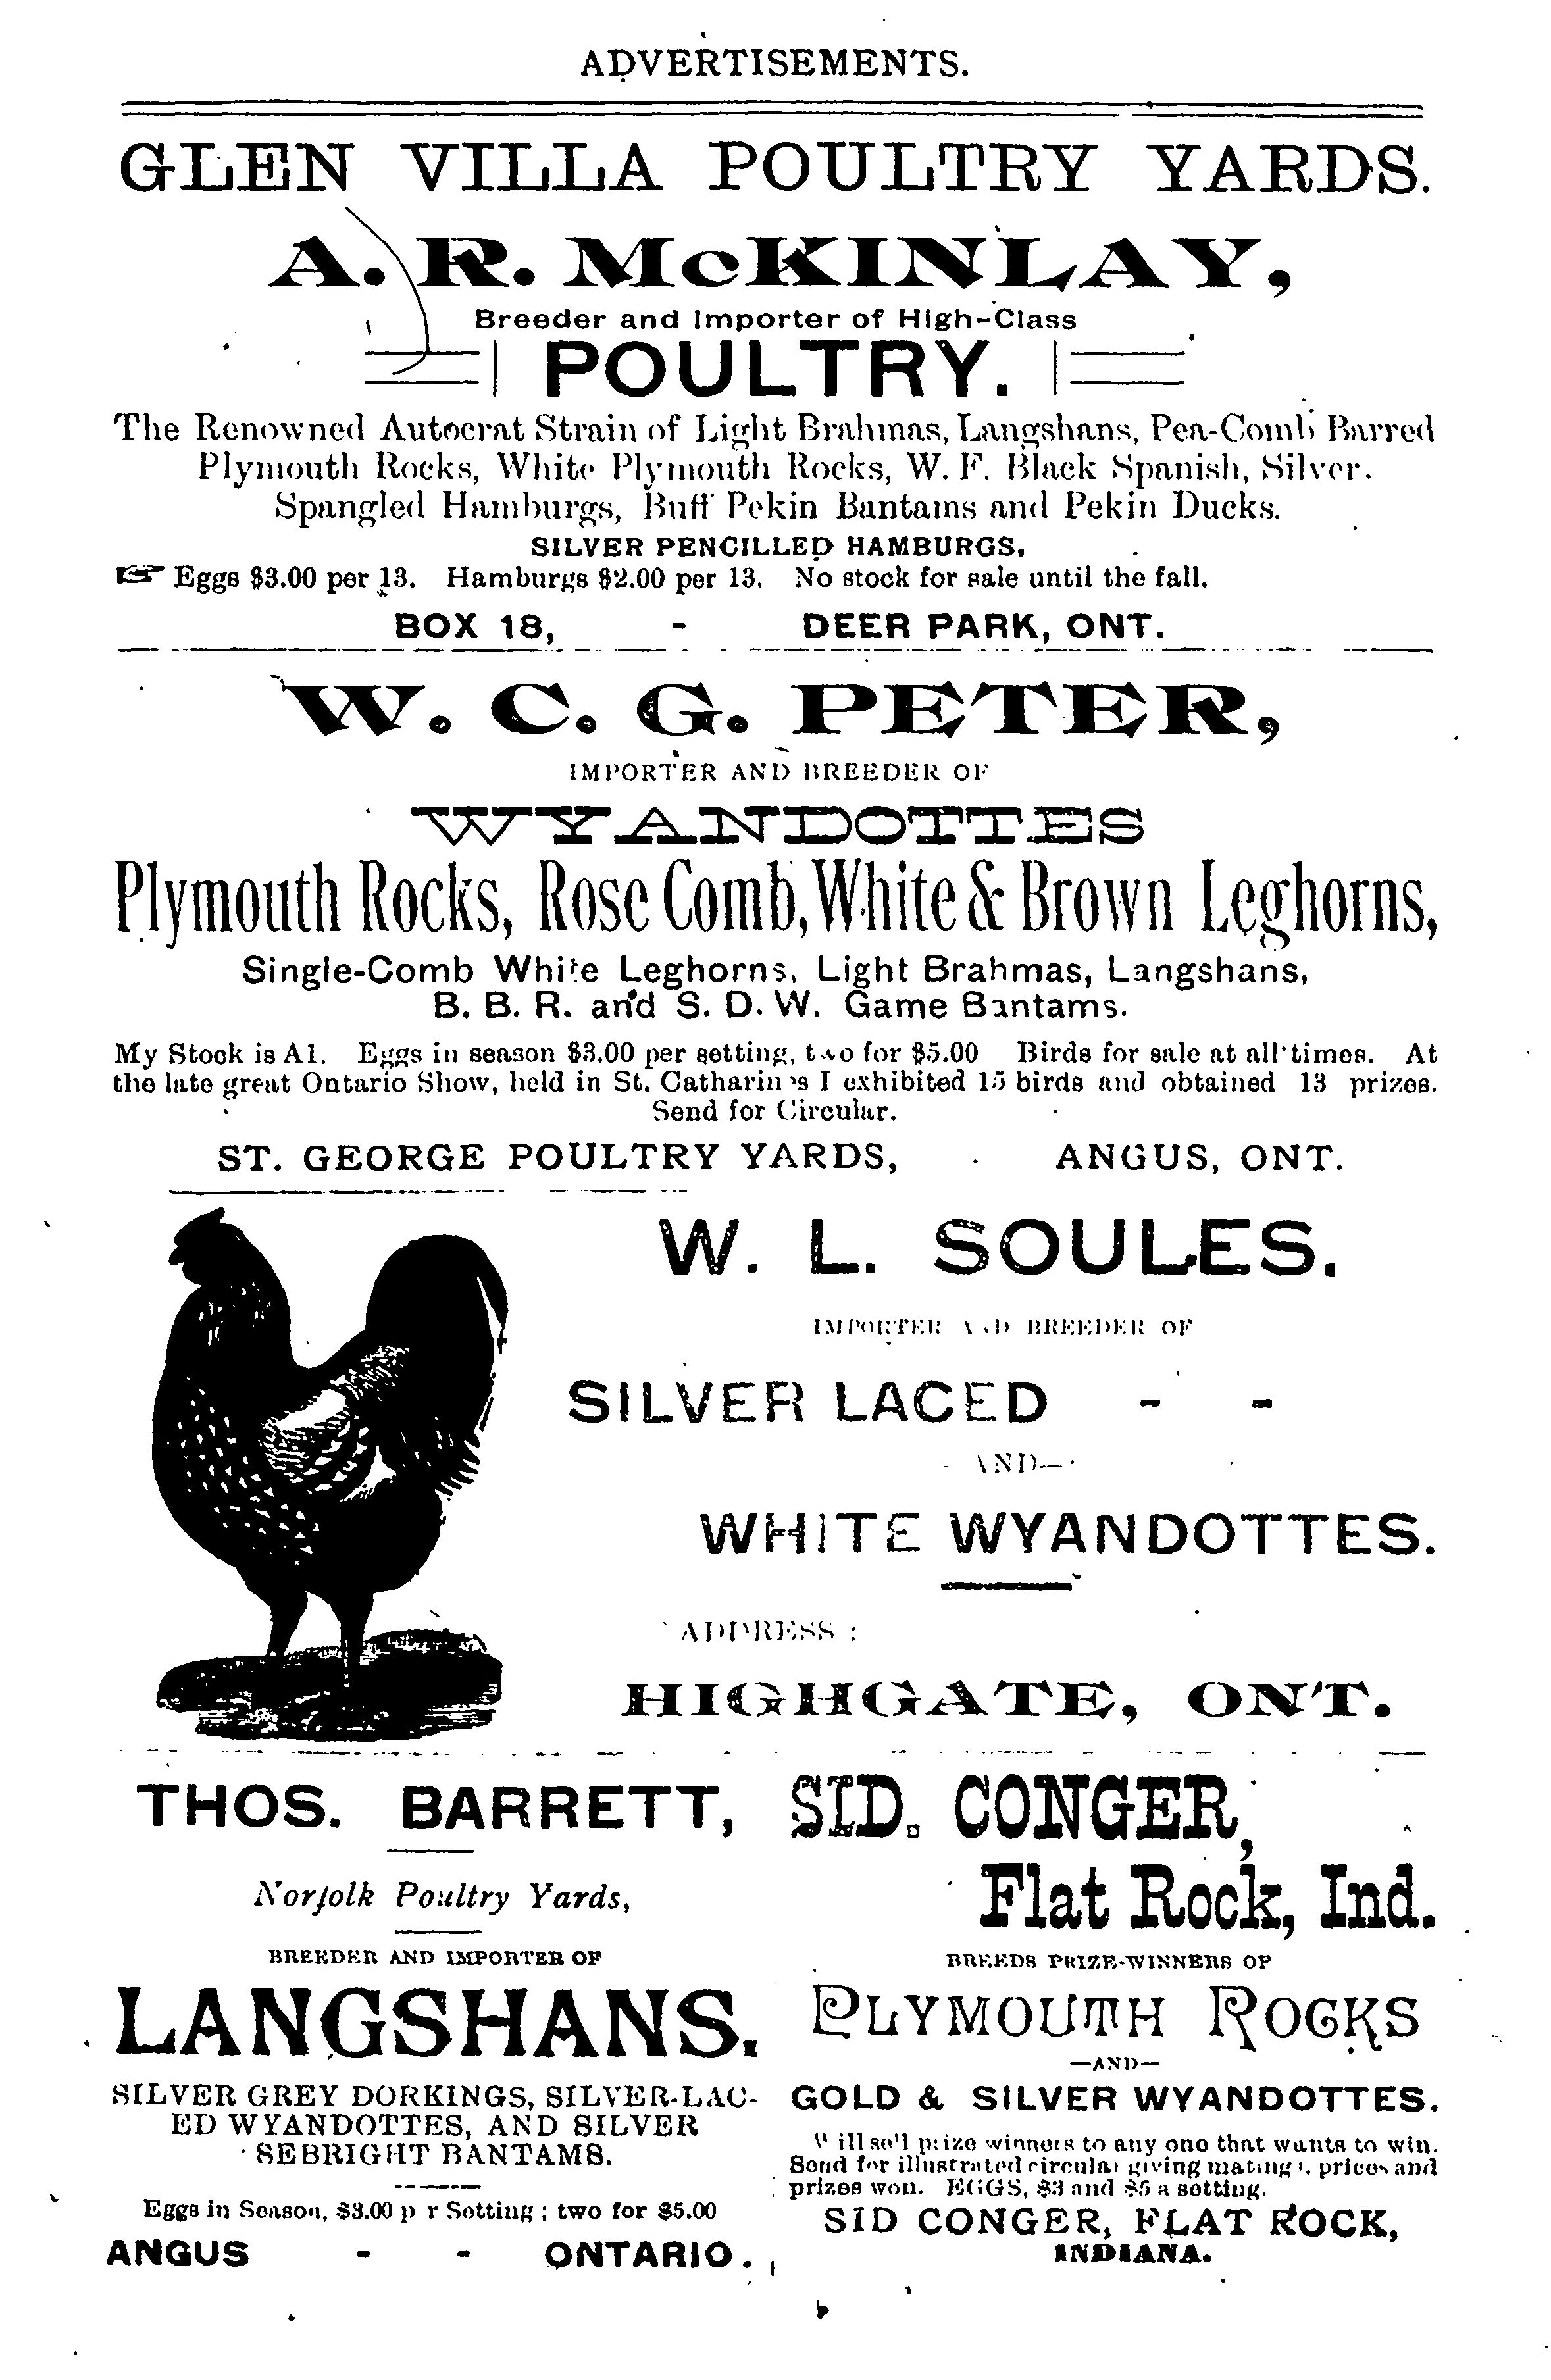 ADVERTISEMENTS.
GLEN VILLA POULTRY YARDS.
A. R. McKINLAY,
Breeder and Importer of High-Class
POULTRY.
The Renowned Autocrat Strain of Light Brahmas, Langshans, Pea-Comb Barred
Plymouth Rocks, White Plymouth Rocks, W. F. Black Spanish, Silver.
Spangled Hamburgs, Buff Pekin Bantams and Pekin Ducks.
SILVER PENCILLED HAMBURGS.
☞ Eggs $3.00 per 13. Hamburgs $2.00 per 13. No stock for sale until the fall.
BOX 18, - DEER PARK, ONT.
W. C. G. PETER,
IMPORTER AND BREEDER OF
WYANDOTTES
Plymouth Rocks, Rose Comb, White & Brown Leghorns,
Single-Comb White Leghorns, Light Brahmas, Langshans,
B. B. R. and S. D. W. Game Bantams.
My Stock is A1. Eggs in season $3.00 per setting, two for $5.00 Birds for sale at all times. At
the late great Ontario Show, held in St. Catharines I exhibited 15 birds and obtained 13 prizes.
Send for Circular.
ST. GEORGE POULTRY YARDS, - ANGUS, ONT.
W. L. SOULES.
IMPORTER AND BREEDER OF
SILVER LACED - -
-AND-
WHITE WYANDOTTES.
ADDRESS :
HIGHGATE, ONT.
THOS. BARRETT,
Norfolk Poultry Yards,
BREEDER AND IMPORTER OF
LANGSHANS.
SILVER GREY DORKINGS, SILVER-LAC-
ED WYANDOTTES, AND SILVER
SEBRIGHT BANTAMS.
Eggs in Season, $3.00 per Setting ; two for $5.00
ANGUS - - ONTARIO.
SID. CONGER,
Flat Rock, Ind.
BREEDS PRIZE-WINNERS OF
PLYMOUTH ROCKS
—AND—
GOLD & SILVER WYANDOTTES.
Will sell prize winners to any one that wants to win.
Send for illustrated circular giving matings, prices and
prizes won. EGGS, $3 and $5 a setting.
SID CONGER, FLAT ROCK,
INDIANA.